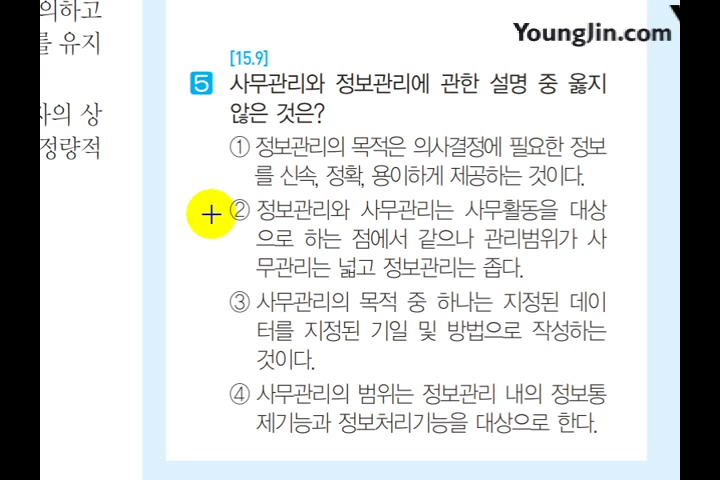 의하고
를 유지
자의 상
정량적
YoungJin.com
[15.9]
5 사무관리와 정보관리에 관한 설명 중 옳지
않은 것은?
① 정보관리의 목적은 의사결정에 필요한 정보
를 신속, 정확, 용이하게 제공하는 것이다.
② 정보관리와 사무관리는 사무활동을 대상
으로 하는 점에서 같으나 관리범위가 사
무관리는 넓고 정보관리는 좁다.
③ 사무관리의 목적 중 하나는 지정된 데이
터를 지정된 기일 및 방법으로 작성하는
것이다.
④ 사무관리의 범위는 정보관리 내의 정보통
제기능과 정보처리기능을 대상으로 한다.